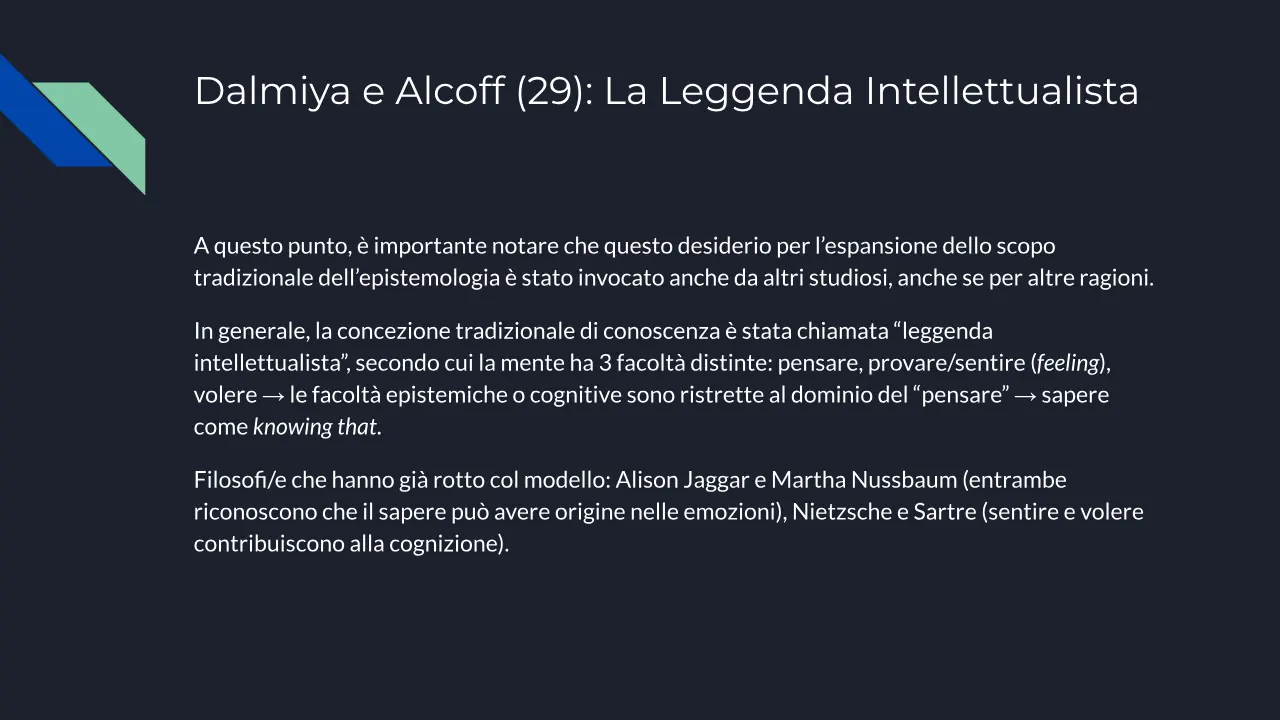 Dalmiya e Alcoff (29): La Leggenda Intellettualista
A questo punto, è importante notare che questo desiderio per l’espansione dello scopo
tradizionale dell’epistemologia è stato invocato anche da altri studiosi, anche se per altre ragioni.
In generale, la concezione tradizionale di conoscenza è stata chiamata “leggenda
intellettualista”, secondo cui la mente ha 3 facoltà distinte: pensare, provare/sentire (feeling),
volere → le facoltà epistemiche o cognitive sono ristrette al dominio del “pensare” → sapere
come knowing that.
Filosofi/e che hanno già rotto col modello: Alison Jaggar e Martha Nussbaum (entrambe
riconoscono che il sapere può avere origine nelle emozioni), Nietzsche e Sartre (sentire e volere
contribuiscono alla cognizione).